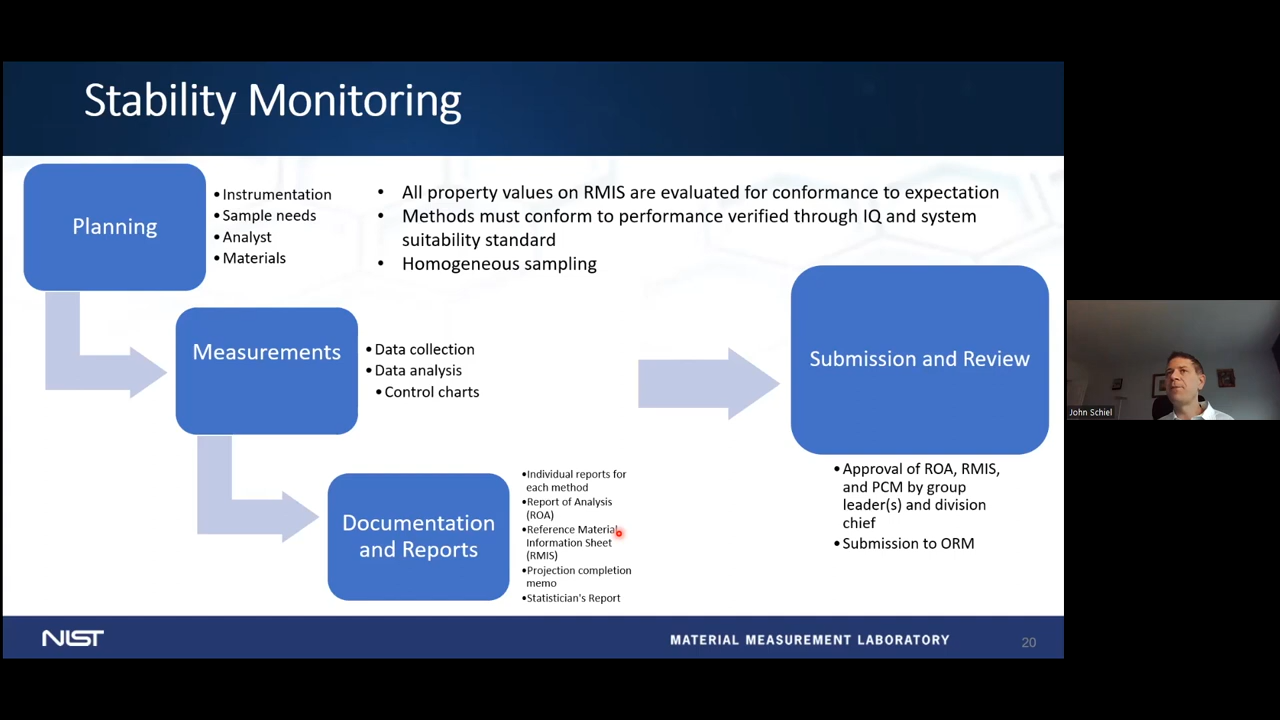 Stability Monitoring
Planning
• Instrumentation
• Sample needs
• Analyst
• Materials
• All property values on RMIS are evaluated for conformance to expectation
• Methods must conform to performance verified through IQ and system
suitability standard
• Homogeneous sampling
Measurements
• Data collection
• Data analysis
• Control charts
Documentation
and Reports
• Individual reports for
each method
• Report of Analysis
(ROA)
• Reference Material
Information Sheet
(RMIS)
• Projection completion
memo
• Statistician's Report
Submission and Review
• Approval of ROA, RMIS,
and PCM by group
leader(s) and division
chief
• Submission to ORM
John Schiel
NIST
MATERIAL MEASUREMENT LABORATORY
20